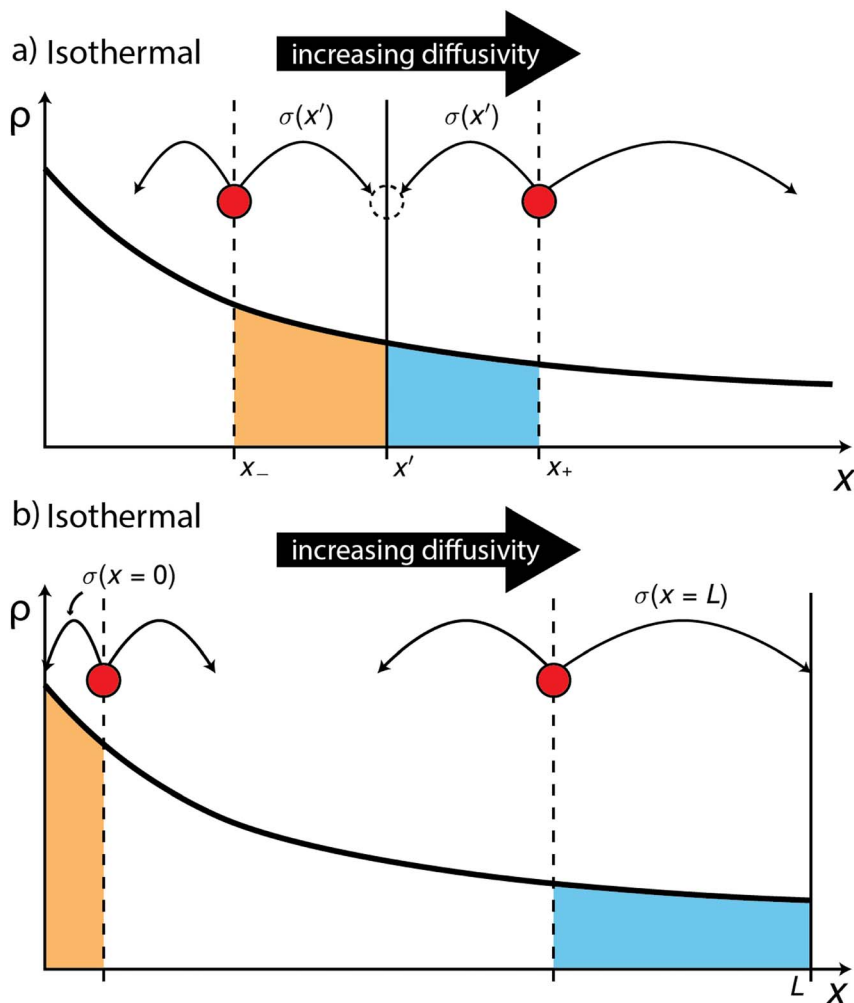 a) Isothermal
increasing diffusivity
ρ
σ(x′) σ(x′)
x₋ x′ x₊
x
b) Isothermal
increasing diffusivity
σ(x = 0)
σ(x = L)
ρ
L x